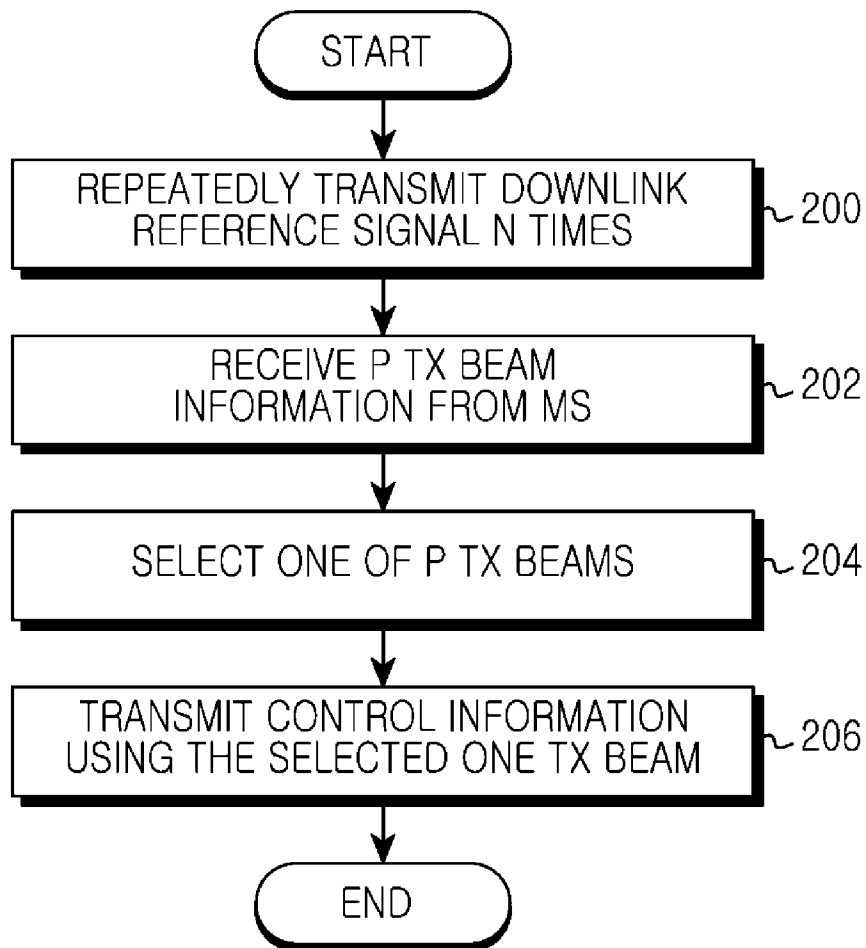 START
REPEATEDLY TRANSMIT DOWNLINK
REFERENCE SIGNAL N TIMES
200
RECEIVE P TX BEAM
INFORMATION FROM MS
202
SELECT ONE OF P TX BEAMS
204
TRANSMIT CONTROL INFORMATION
USING THE SELECTED ONE TX BEAM
206
END